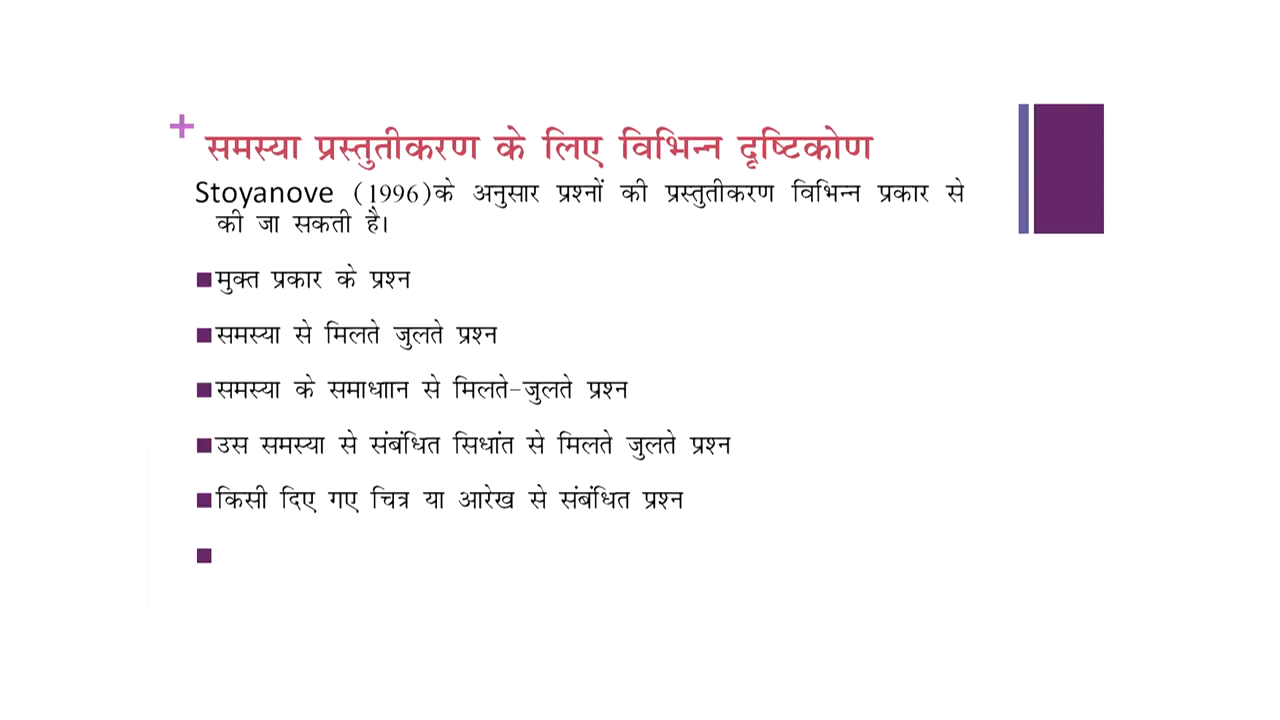 समस्या प्रस्तुतीकरण के लिए विभिन्न दृष्टिकोण
Stoyanove (1996)के अनुसार प्रश्नों की प्रस्तुतीकरण विभिन्न प्रकार से
की जा सकती है।
मुक्त प्रकार के प्रश्न
समस्या से मिलते जुलते प्रश्न
समस्या के समाधाान से मिलते-जुलते प्रश्न
उस समस्या से संबंधित सिधांत से मिलते जुलते प्रश्न
किसी दिए गए चित्र या आरेख से संबंधित प्रश्न